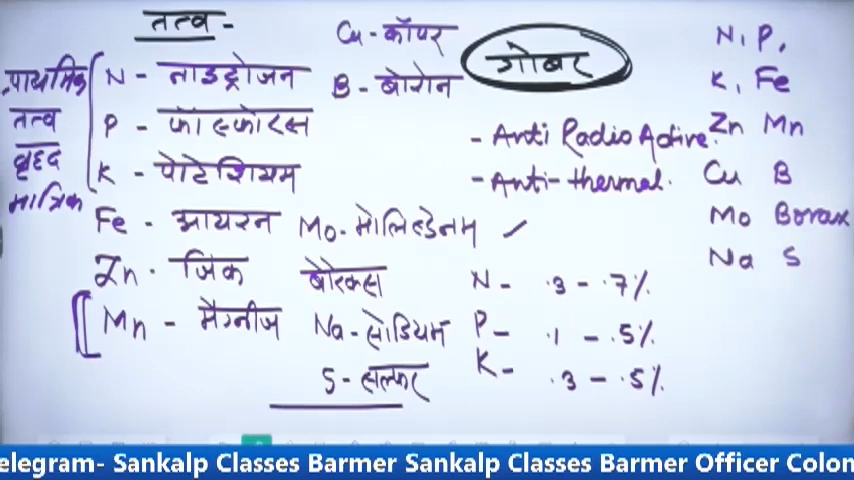 तत्व -
प्राथमिक
तत्व
वृहद
मात्रिक
N - नाइट्रोजन
P - फॉस्फोरस
K - पोटेशियम
Fe - आयरन
Zn - जिंक
Mn - मैग्नीज
Cu - कॉपर
B - बोरोन
Mo - मोलिब्डेनम ✓
बोरेक्स
Na - सोडियम
S - सल्फर
गोबर
- Anti Radio Active.
- Anti-thermal.
N - .3 - .7%
P - .1 - .5%
K - .3 - .5%
N, P,
K, Fe
Zn Mn
Cu B
Mo Borax
Na S
elegram- Sankalp Classes Barmer Sankalp Classes Barmer Officer Colon